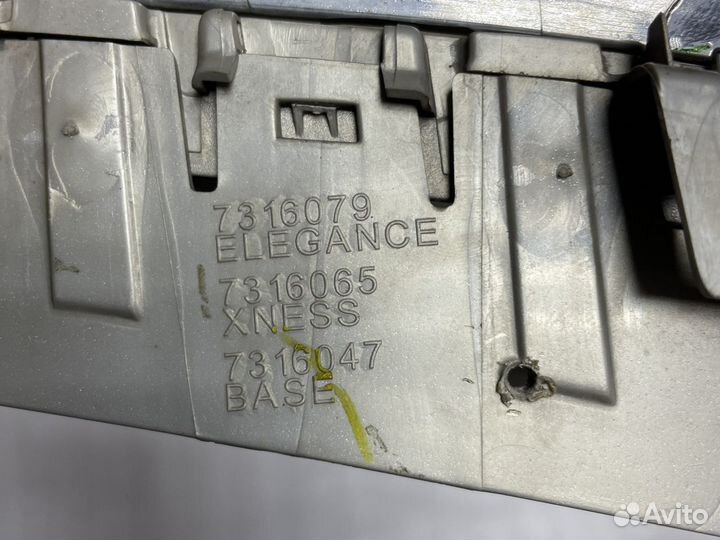 7316079
ELEGANCE
7316065
XNESS
7316047
BASE
Avito